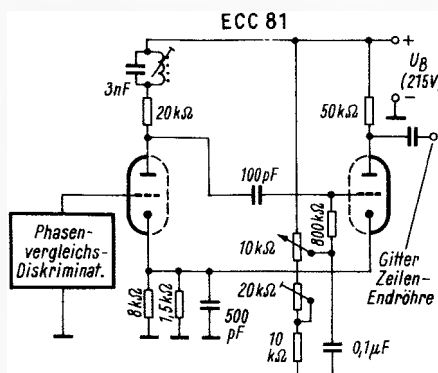 ECC 81
3nF
20kΩ
50kΩ
+
U_B
(215V)
-
100pF
800kΩ
Phasen-
vergleichs-
Diskriminat.
10kΩ
20kΩ
10
kΩ
8kΩ
1,5kΩ
500
pF
0,1µF
Gitter
Zeilen-
Endröhre